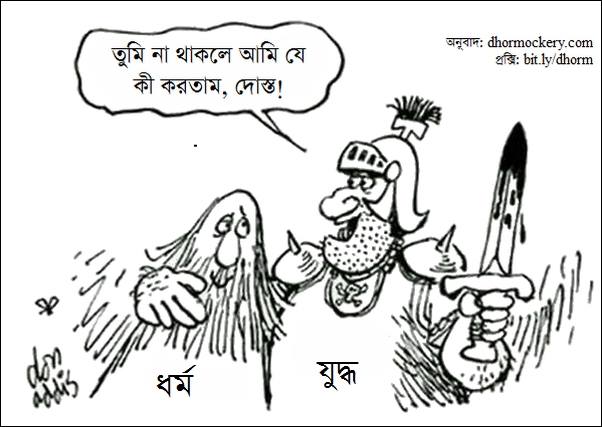 অনুবাদ: dhormockery.com
প্রক্সি: bit.ly/dhorm
তুমি না থাকলে আমি যে
কী করতাম, দোস্ত!
ধর্ম
যুদ্ধ
don
addis